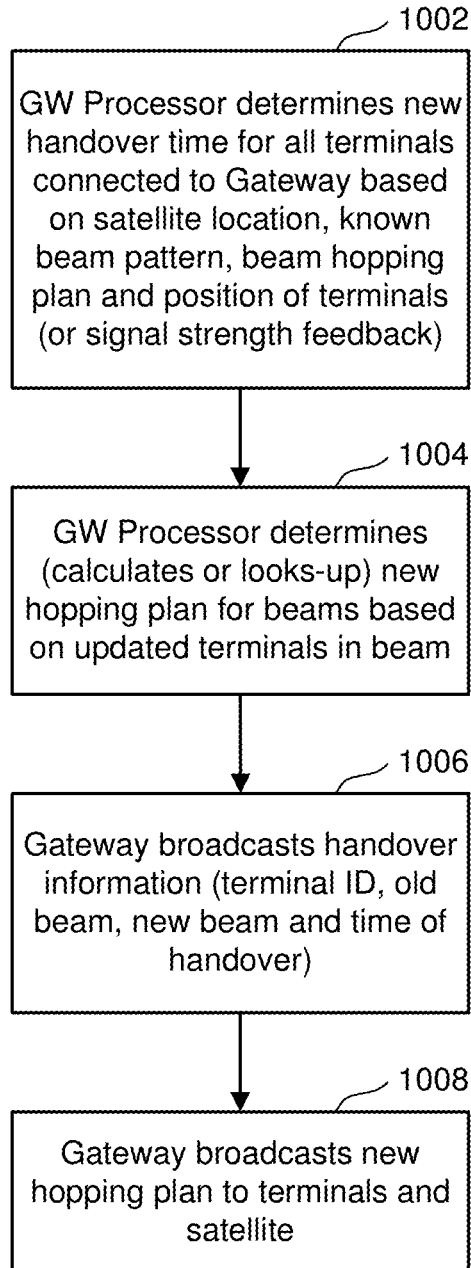 1002
GW Processor determines new
handover time for all terminals
connected to Gateway based
on satellite location, known
beam pattern, beam hopping
plan and position of terminals
(or signal strength feedback)
1004
GW Processor determines
(calculates or looks-up) new
hopping plan for beams based
on updated terminals in beam
1006
Gateway broadcasts handover
information (terminal ID, old
beam, new beam and time of
handover)
1008
Gateway broadcasts new
hopping plan to terminals and
satellite